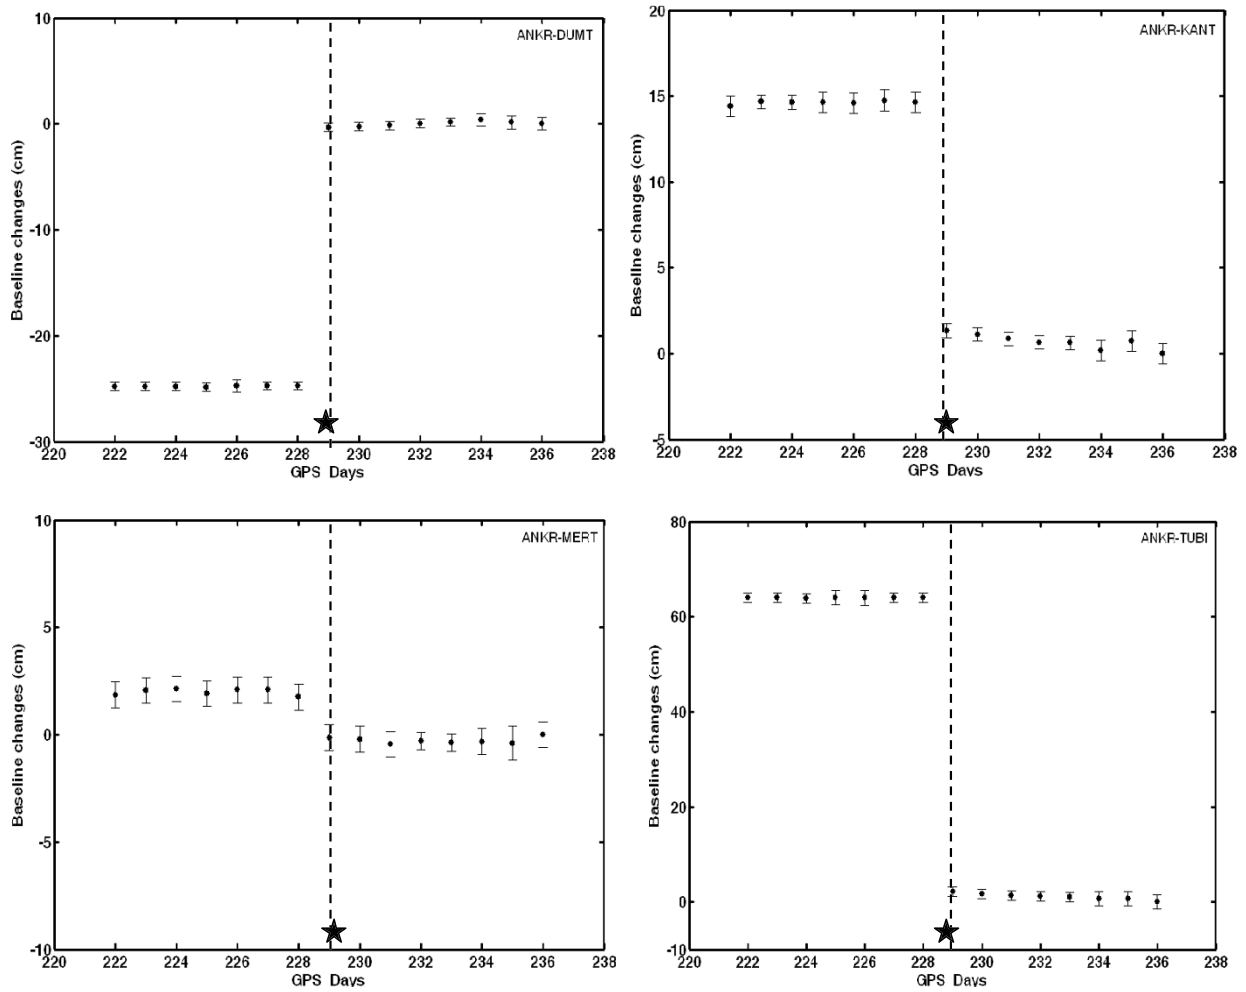 10
ANKR-DUMT
0
-10
-20
-30
Baseline changes (cm)
220 222 224 226 228 230 232 234 236 238
GPS Days
20
ANKR-KANT
15
10
5
0
-5
Baseline changes (cm)
220 222 224 226 228 230 232 234 236 238
GPS Days
10
ANKR-MERT
5
0
-5
-10
Baseline changes (cm)
220 222 224 226 228 230 232 234 236 238
GPS Days
80
ANKR-TUBI
60
40
20
0
-10
Baseline changes (cm)
220 222 224 226 228 230 232 234 236 238
GPS Days